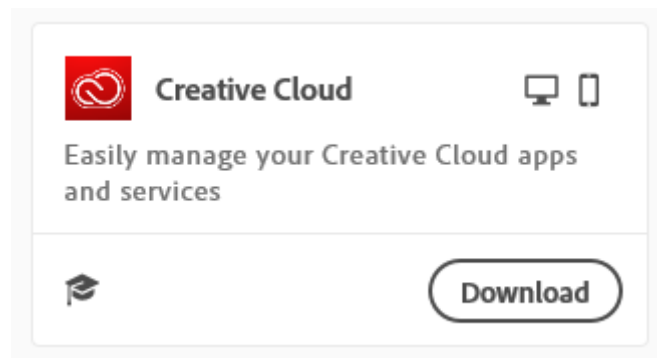 Creative Cloud
Easily manage your Creative Cloud apps
and services
Download